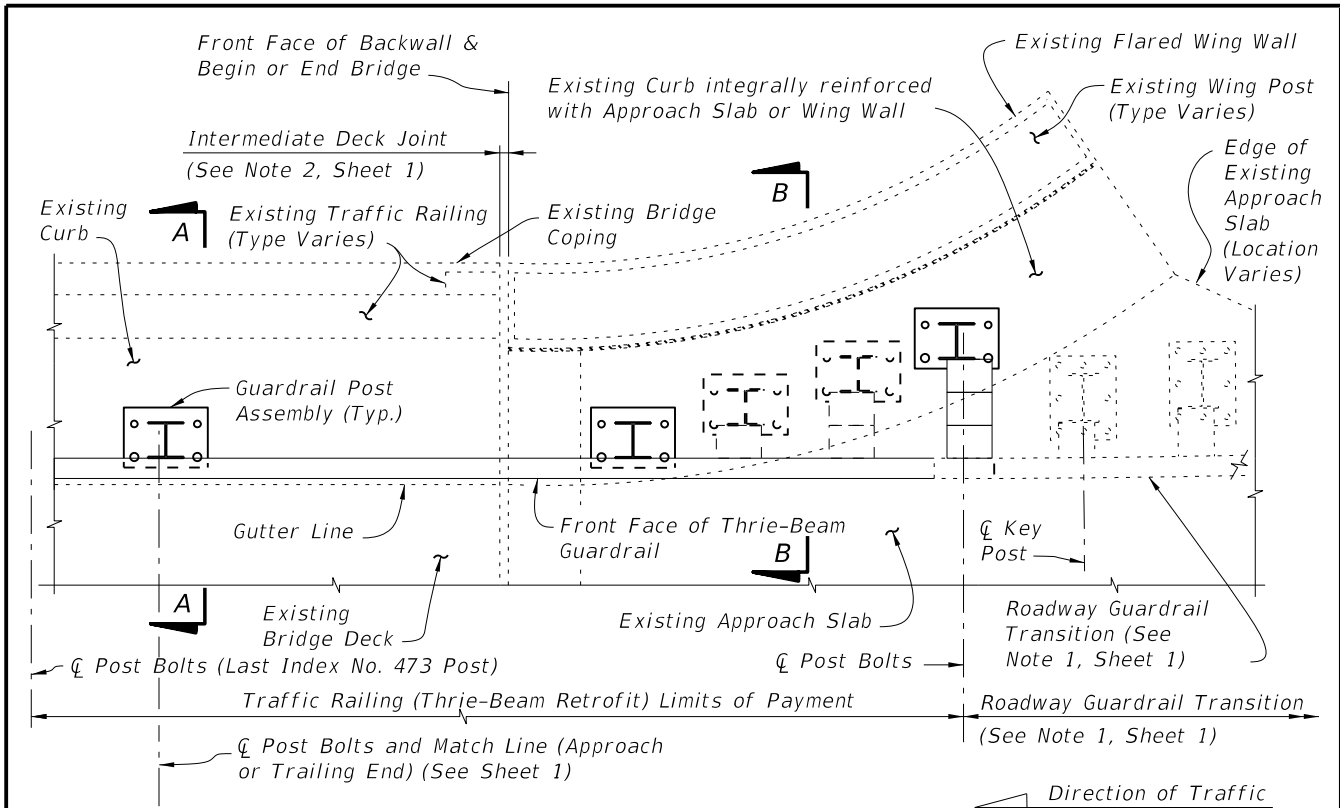 Front Face of Backwall &
Begin or End Bridge
Existing Flared Wing Wall
Existing Curb integrally reinforced
with Approach Slab or Wing Wall
Existing Wing Post
(Type Varies)
Intermediate Deck Joint
(See Note 2, Sheet 1)
Edge of
Existing
Approach
Slab
(Location
Varies)
B
Existing
Curb
A
Existing Traffic Railing
(Type Varies)
Existing Bridge
Coping
Guardrail Post
Assembly (Typ.)
Gutter Line
Front Face of Thrie-Beam
Guardrail
B
℄ Key
Post
A
Existing
Bridge Deck
Existing Approach Slab
Roadway Guardrail
Transition (See
Note 1, Sheet 1)
℄ Post Bolts (Last Index No. 473 Post)
℄ Post Bolts
Traffic Railing (Thrie-Beam Retrofit) Limits of Payment
Roadway Guardrail Transition
(See Note 1, Sheet 1)
℄ Post Bolts and Match Line (Approach
or Trailing End) (See Sheet 1)
Direction of Traffic